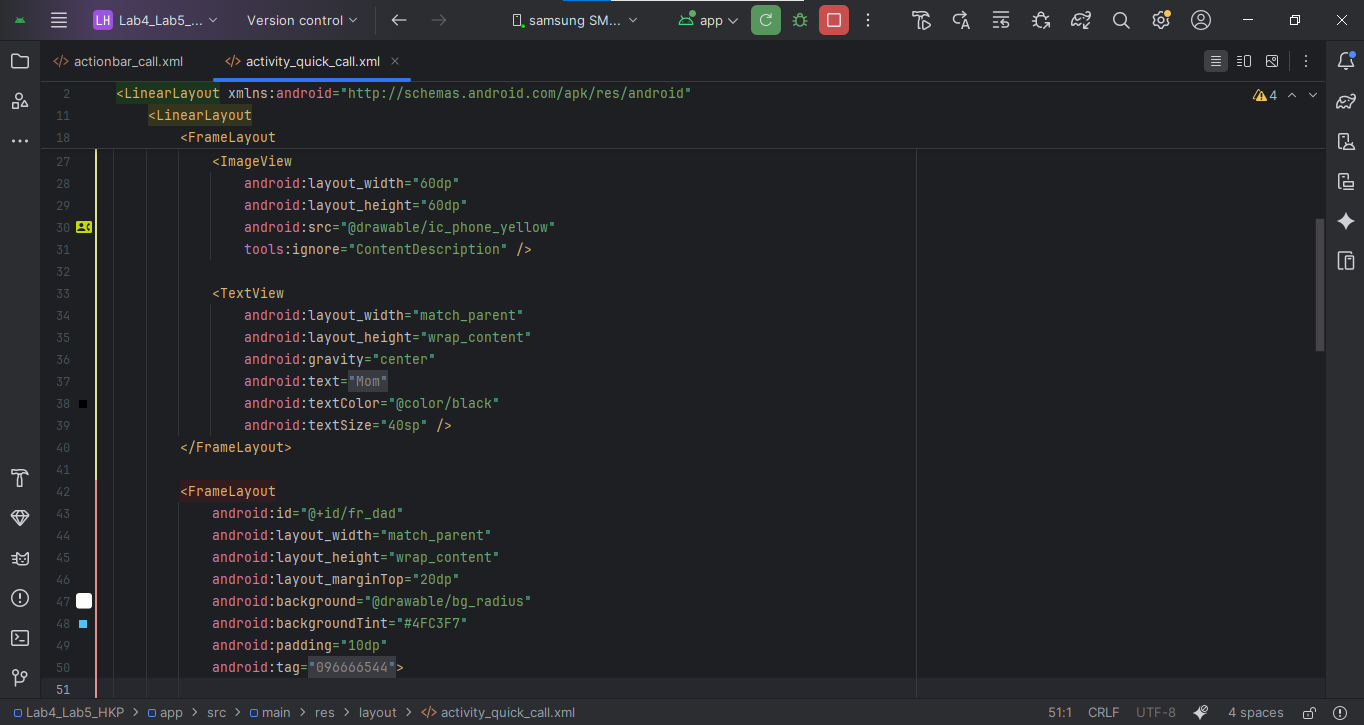 LH Lab4_Lab5_... Version control samsung SM... app
actionbar_call.xml activity_quick_call.xml
2 <LinearLayout xmlns:android="http://schemas.android.com/apk/res/android" 4
11 <LinearLayout
18 <FrameLayout
27 <ImageView
28 android:layout_width="60dp"
29 android:layout_height="60dp"
30 android:src="@drawable/ic_phone_yellow"
31 tools:ignore="ContentDescription" />
32
33 <TextView
34 android:layout_width="match_parent"
35 android:layout_height="wrap_content"
36 android:gravity="center"
37 android:text="Mom"
38 android:textColor="@color/black"
39 android:textSize="40sp" />
40 </FrameLayout>
41
42 <FrameLayout
43 android:id="@+id/fr_dad"
44 android:layout_width="match_parent"
45 android:layout_height="wrap_content"
46 android:layout_marginTop="20dp"
47 android:background="@drawable/bg_radius"
48 android:backgroundTint="#4FC3F7"
49 android:padding="10dp"
50 android:tag="096666544">
51
Lab4_Lab5_HKP > app > src > main > res > layout > activity_quick_call.xml 51:1 CRLF UTF-8 4 spaces